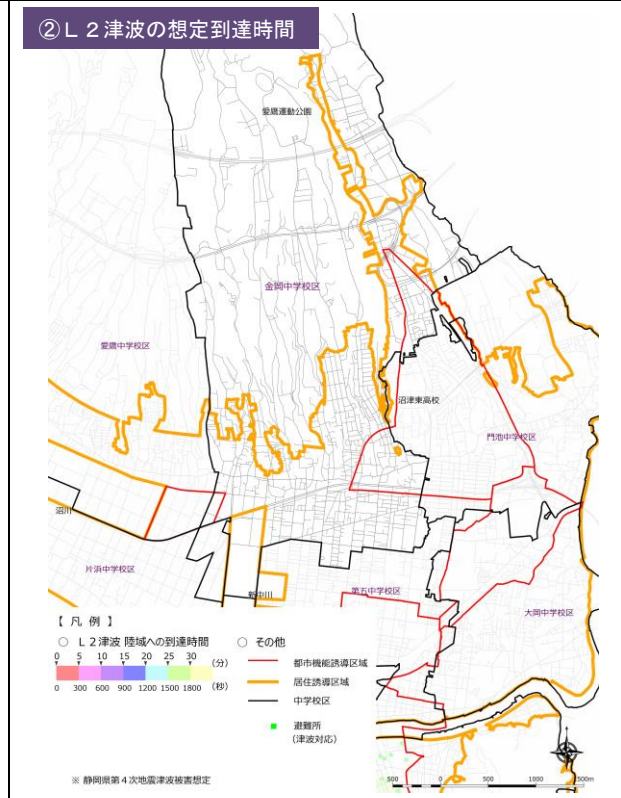 ②L2津波の想定到達時間
愛鷹運動公園
金岡中学校区
愛鷹中学校区
沼津東高校
門池中学校区
沼川
片浜中学校区
新中川
第五中学校区
大岡中学校区
【 凡 例 】
○ L2津波 陸域への到達時間
0 5 10 15 20 25 30 (分)
0 300 600 900 1200 1500 1800 (秒)
○ その他
都市機能誘導区域
居住誘導区域
中学校区
避難所
(津波対応)
※ 静岡県第4次地震津波被害想定
500 0 500 1000 1500m